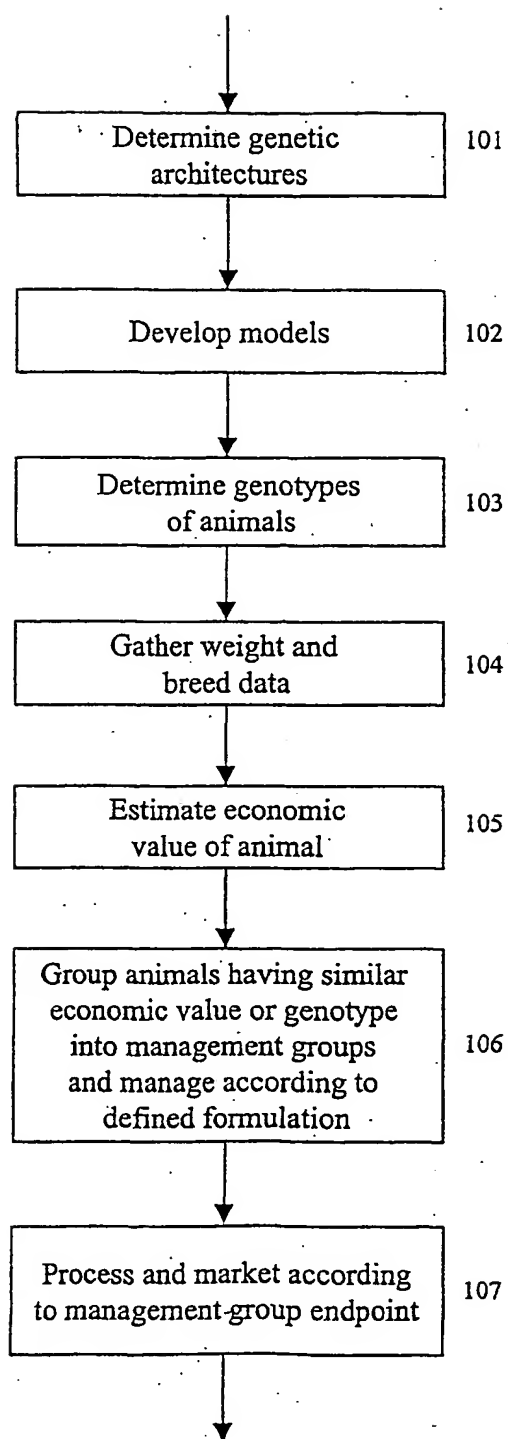 Determine genetic
architectures
101
Develop models
102
Determine genotypes
of animals
103
Gather weight and
breed data
104
Estimate economic
value of animal
105
Group animals having similar
economic value or genotype
into management groups
and manage according to
defined formulation
106
Process and market according
to management-group endpoint
107